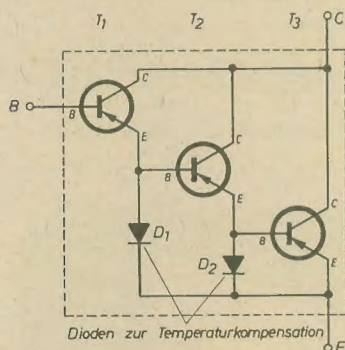 T1 T2 T3 C
C
B B
C
E
C
B
D1 E
B
D2
E
Dioden zur Temperaturkompensation
E